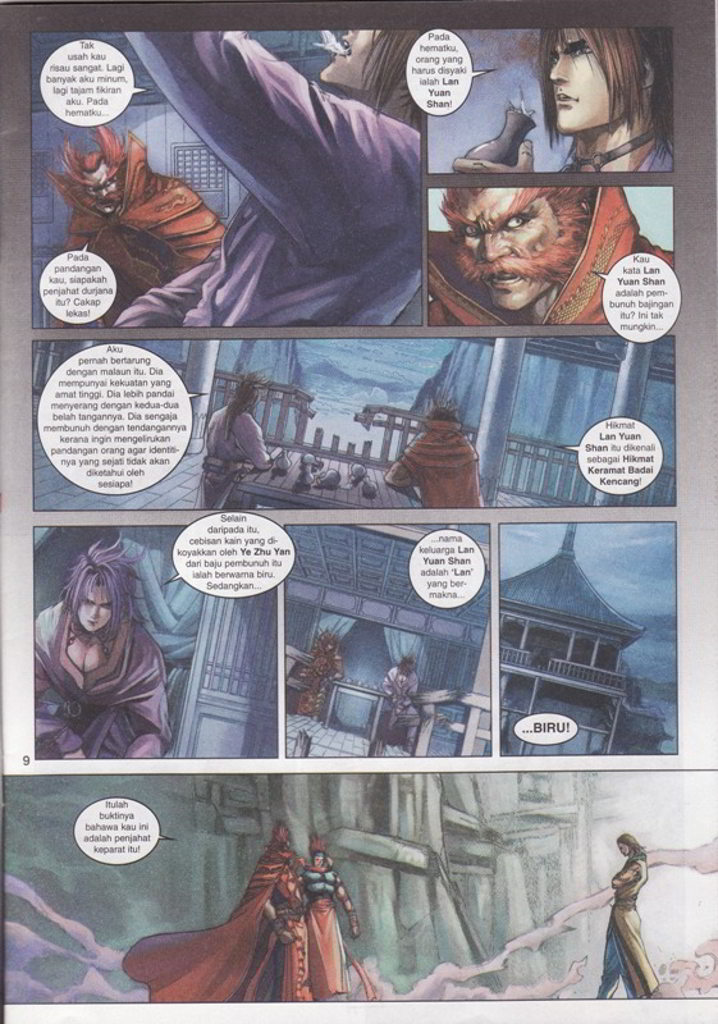 Tak
usah kau
risau sangat. Lagi
banyak aku minum,
lagi tajam fikiran
aku. Pada
hematku...
Pada
hematku,
orang yang
harus disyaki
ialah Lan
Yuan
Shan!
Pada
pandangan
kau, siapakah
penjahat durjana
itu? Cakap
lekas!
Kau
kata Lan
Yuan Shan
adalah pem-
bunuh bajingan
itu? Ini tak
mungkin...
Aku
pernah bertarung
dengan malaun itu. Dia
mempunyai kekuatan yang
amat tinggi. Dia lebih pandai
menyerang dengan kedua-dua
belah tangannya. Dia sengaja
membunuh dengan tendangan
kerana ingin mengelirukan
pandangan orang agar identiti-
nya yang sejati tidak akan
diketahui oleh
sesiapa!
Hikmat
Lan Yuan
Shan itu dikenali
sebagai Hikmat
Keramat Badai
Kencang!
Selain
daripada itu,
cebisan kain yang di-
koyakkan oleh Ye Zhu Yan
dari baju pembunuh itu
ialah berwarna biru.
Sedangkan...
...nama
keluarga Lan
Yuan Shan
adalah 'Lan'
yang ber-
makna...
...BIRU!
9
Itulah
buktinya
bahawa kau ini
adalah penjahat
keparat itu!